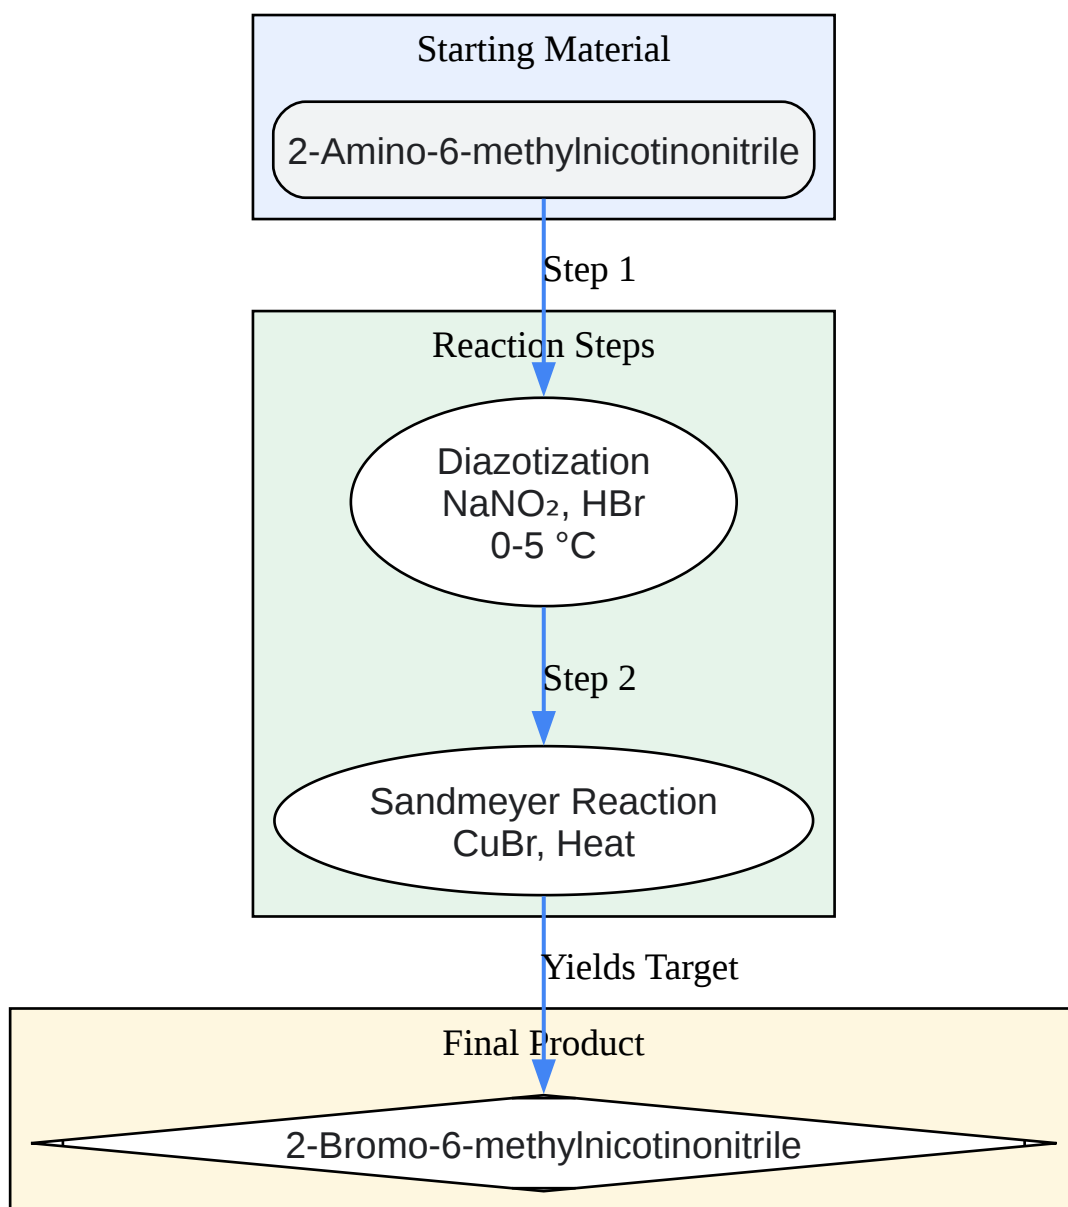 Starting Material
2-Amino-6-methylnicotinonitrile
Step 1
Reaction Steps
Diazotization
NaNO₂, HBr
0-5 °C
Step 2
Sandmeyer Reaction
CuBr, Heat
Yields Target
Final Product
2-Bromo-6-methylnicotinonitrile